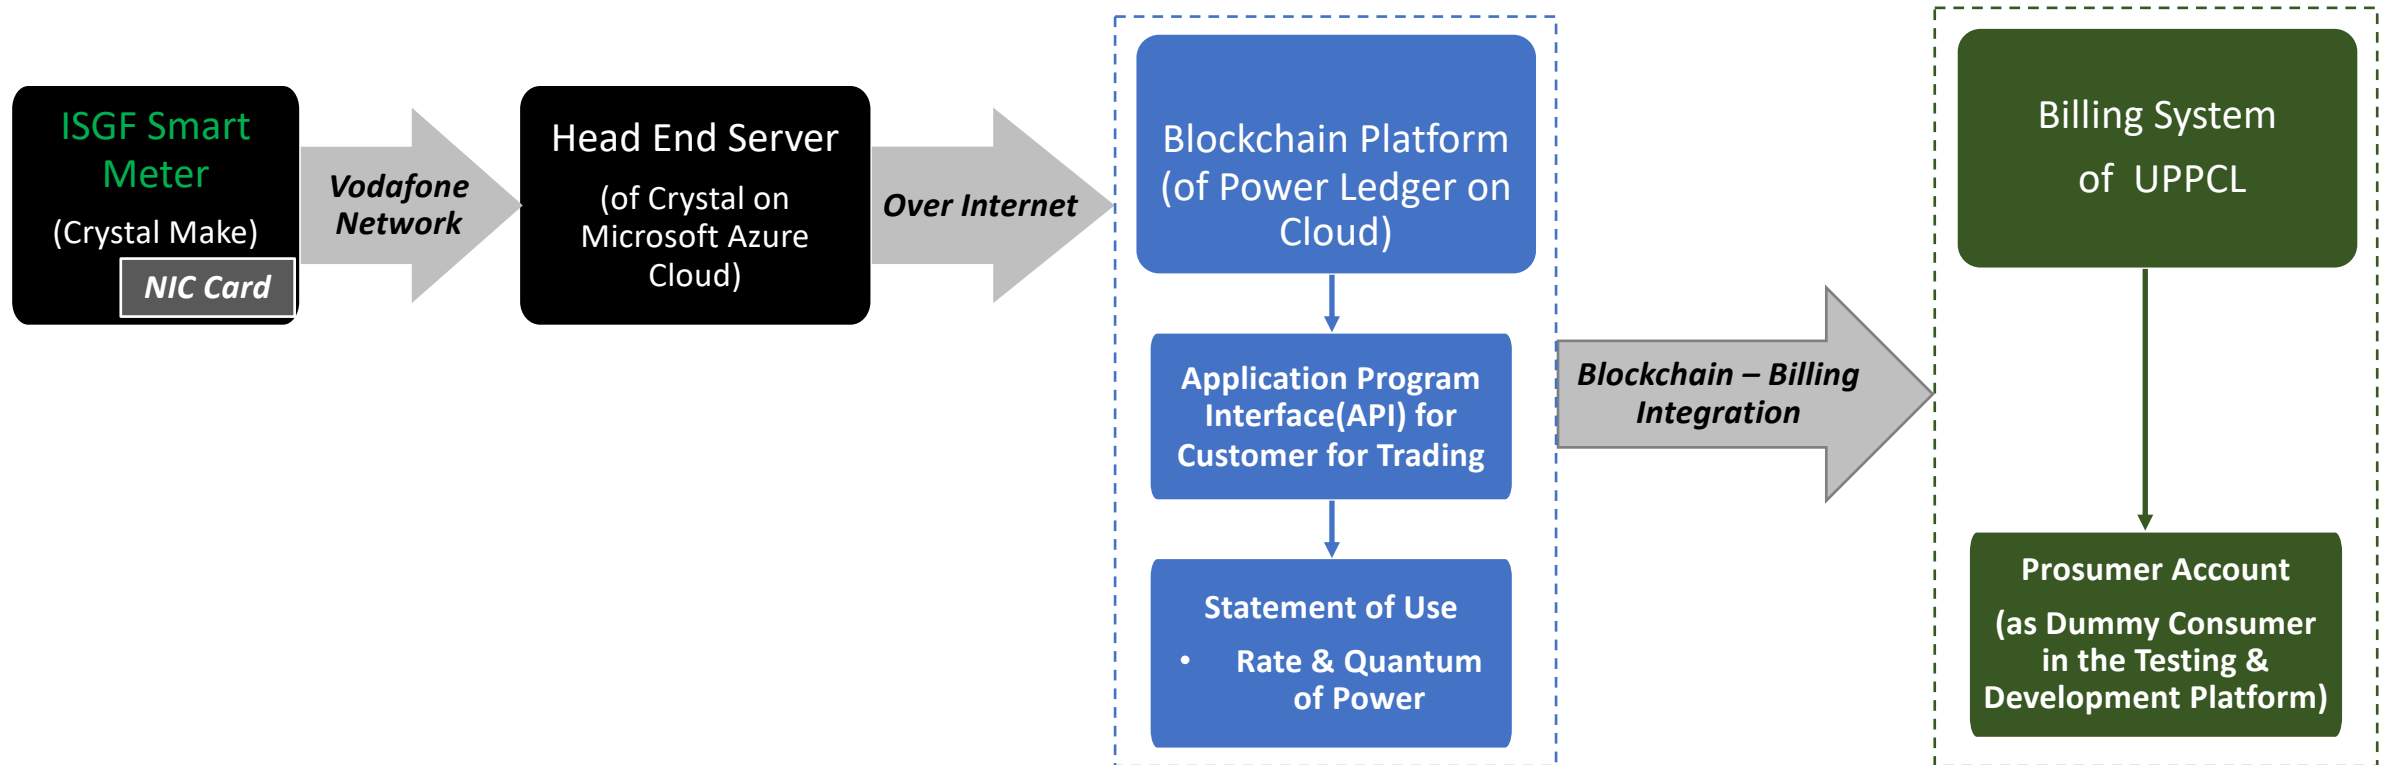 ISGF Smart
Meter
(Crystal Make)
NIC Card
Vodafone
Network
Head End Server
(of Crystal on
Microsoft Azure
Cloud)
Over Internet
Blockchain Platform
(of Power Ledger on
Cloud)
Application Program
Interface(API) for
Customer for Trading
Statement of Use
• Rate & Quantum
of Power
Blockchain – Billing
Integration
Billing System
of UPPCL
Prosumer Account
(as Dummy Consumer
in the Testing &
Development Platform)